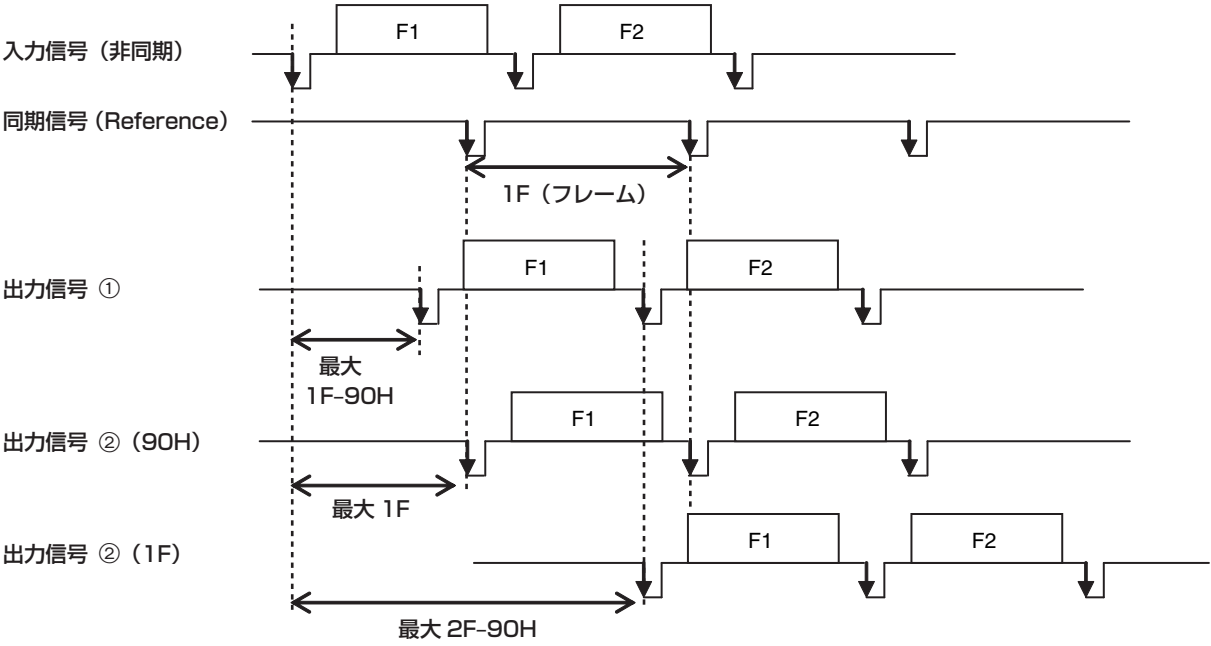 F1
F2
入力信号（非同期）
同期信号（Reference）
1F（フレーム）
F1
F2
出力信号 ①
最大
1F–90H
F1
F2
出力信号 ②（90H）
最大 1F
F1
F2
出力信号 ②（1F）
最大 2F–90H